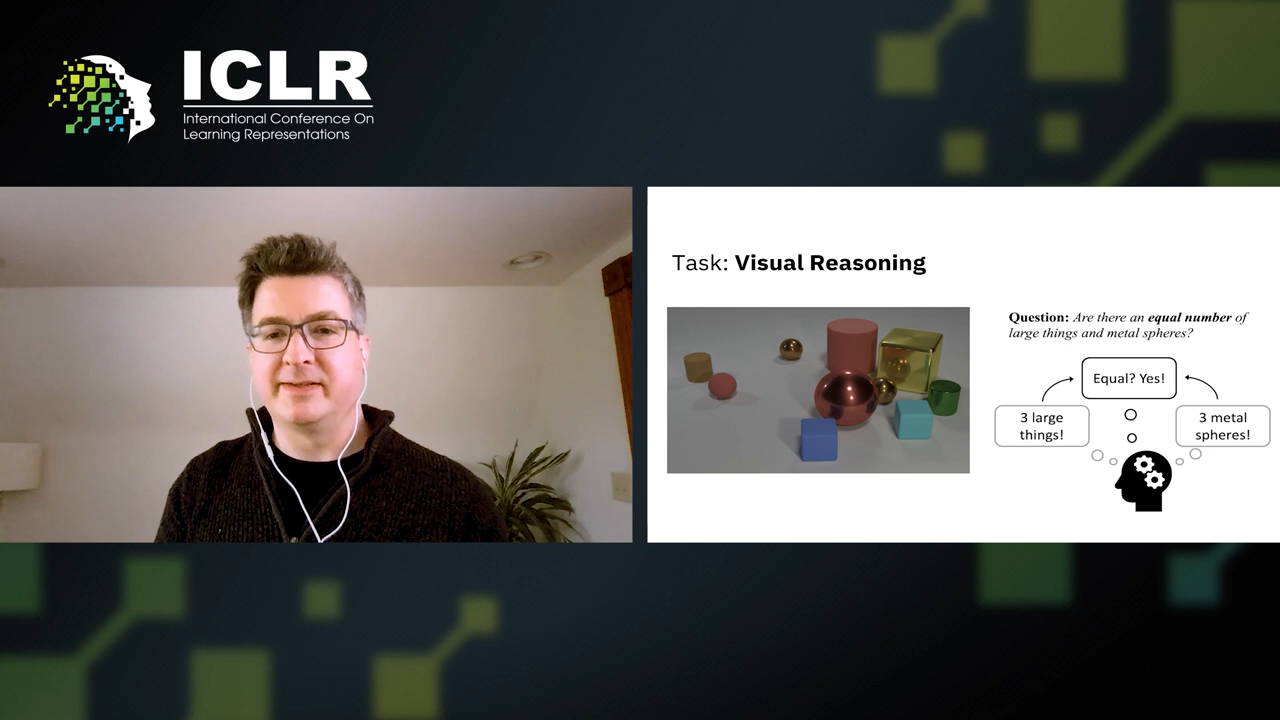 ICLR
International Conference On
Learning Representations
Task: Visual Reasoning
Question: Are there an equal number of
large things and metal spheres?
Equal? Yes!
3 large
things!
3 metal
spheres!